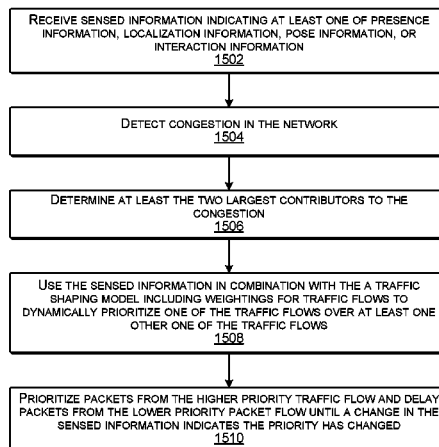 RECEIVE SENSED INFORMATION INDICATING AT LEAST ONE OF PRESENCE
INFORMATION, LOCALIZATION INFORMATION, POSE INFORMATION, OR
INTERACTION INFORMATION
1502
DETECT CONGESTION IN THE NETWORK
1504
DETERMINE AT LEAST THE TWO LARGEST CONTRIBUTORS TO THE
CONGESTION
1506
USE THE SENSED INFORMATION IN COMBINATION WITH THE A TRAFFIC
SHAPING MODEL INCLUDING WEIGHTINGS FOR TRAFFIC FLOWS TO
DYNAMICALLY PRIORITIZE ONE OF THE TRAFFIC FLOWS OVER AT LEAST ONE
OTHER ONE OF THE TRAFFIC FLOWS
1508
PRIORITIZE PACKETS FROM THE HIGHER PRIORITY TRAFFIC FLOW AND DELAY
PACKETS FROM THE LOWER PRIORITY PACKET FLOW UNTIL A CHANGE IN THE
SENSED INFORMATION INDICATES THE PRIORITY HAS CHANGED
1510